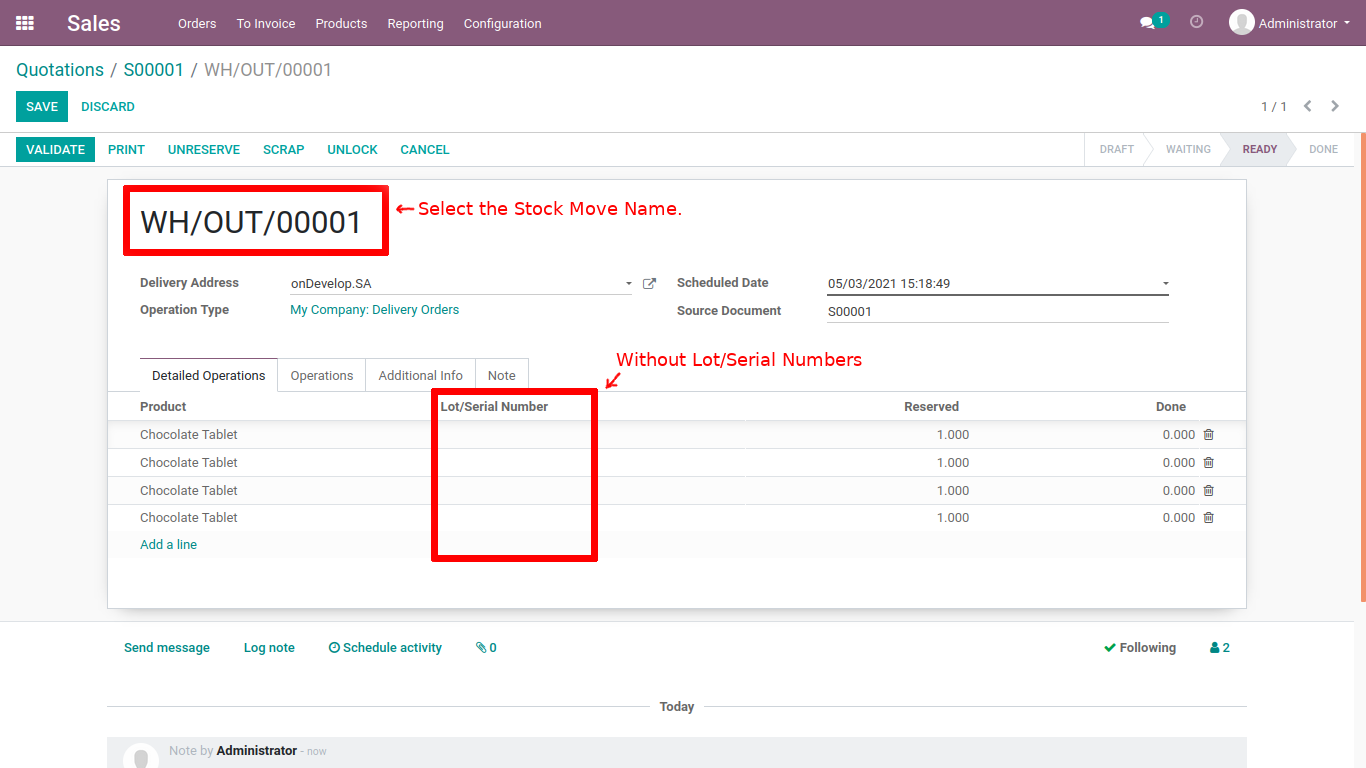 Sales Orders To Invoice Products Reporting Configuration 1 Administrator
Quotations / S00001 / WH/OUT/00001
SAVE DISCARD 1 / 1
VALIDATE PRINT UNRESERVE SCRAP UNLOCK CANCEL DRAFT WAITING READY DONE
WH/OUT/00001 ←Select the Stock Move Name.
Delivery Address onDevelop.SA Scheduled Date 05/03/2021 15:18:49
Operation Type My Company: Delivery Orders Source Document S00001
Without Lot/Serial Numbers
Detailed Operations Operations Additional Info Note
Product Lot/Serial Number Reserved Done
Chocolate Tablet 1.000 0.000
Chocolate Tablet 1.000 0.000
Chocolate Tablet 1.000 0.000
Chocolate Tablet 1.000 0.000
Add a line
Send message Log note Schedule activity 0 Following 2
Today
Note by Administrator - now